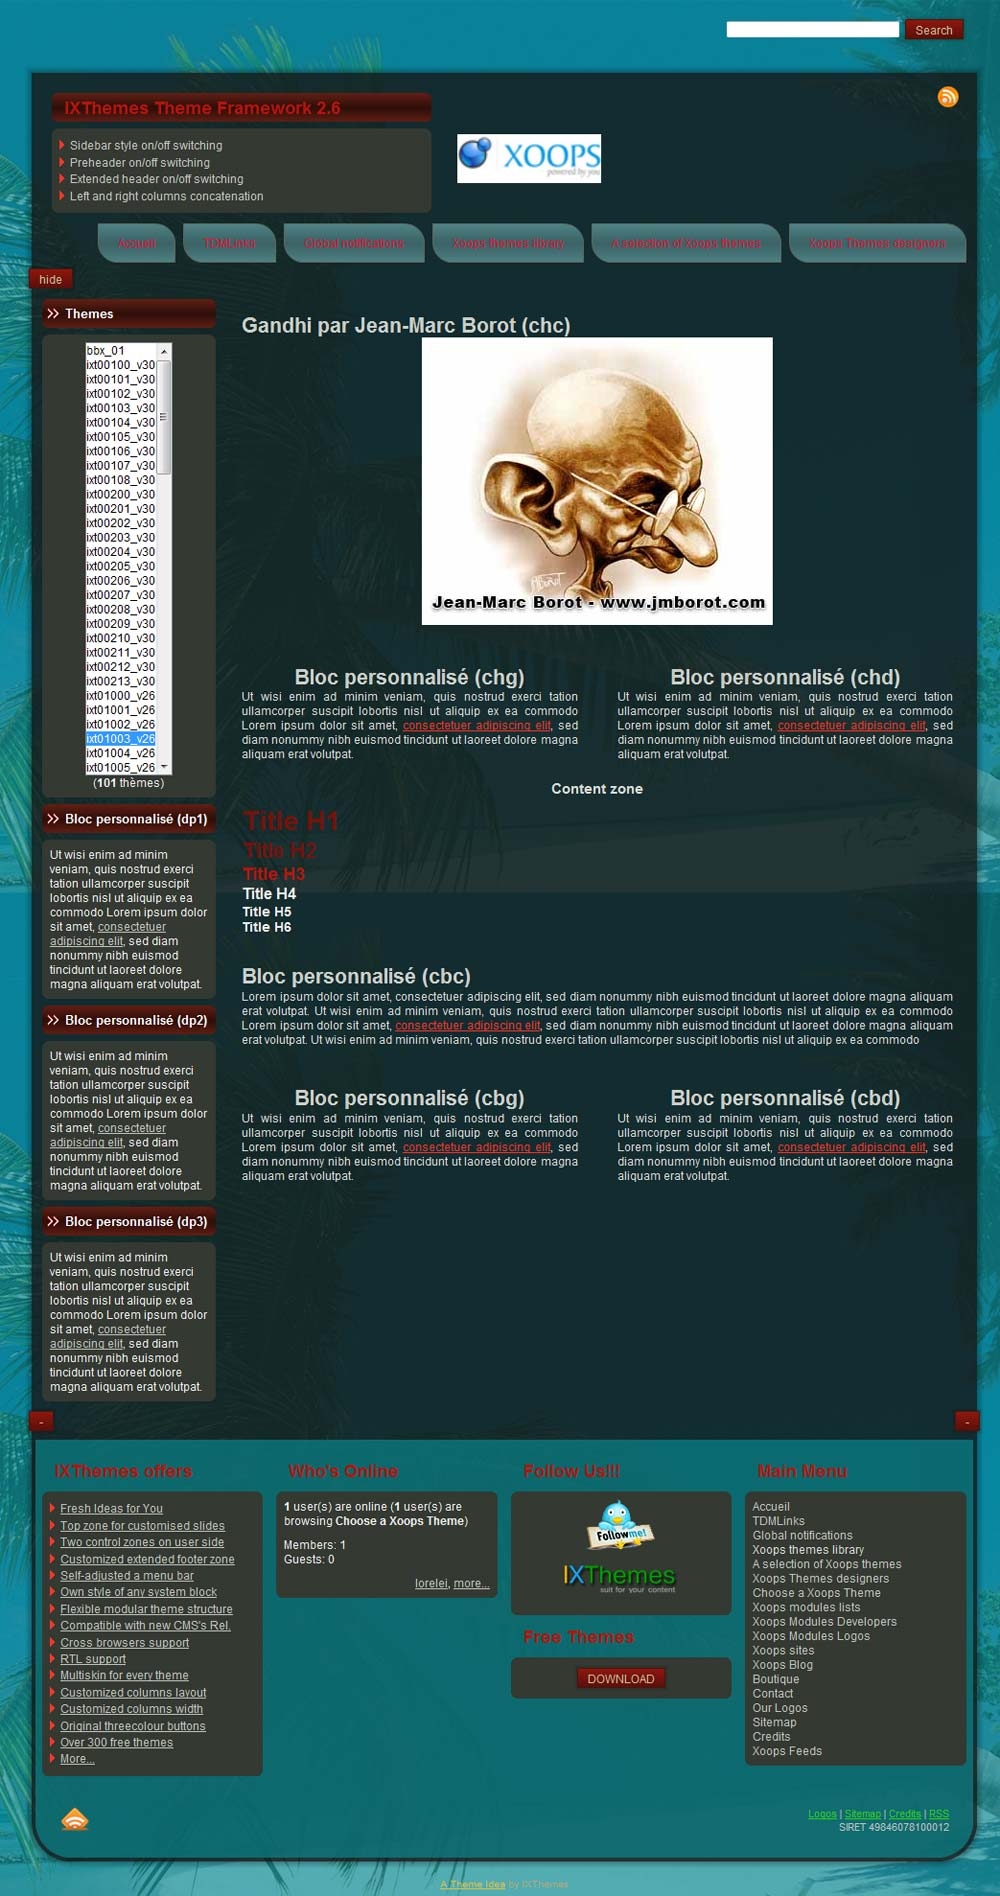 Search
IXThemes Theme Framework 2.6
Sidebar style on/off switching
Preheader on/off switching
Extended header on/off switching
Left and right columns concatenation
XOOPS
powered by you
Accueil
TDMLinks
Global notifications
Xoops themes library
A selection of Xoops themes
Xoops Themes designers
hide
Themes
bbx_01
ixt00100_v30
ixt00101_v30
ixt00102_v30
ixt00103_v30
ixt00104_v30
ixt00105_v30
ixt00106_v30
ixt00107_v30
ixt00108_v30
ixt00200_v30
ixt00201_v30
ixt00202_v30
ixt00203_v30
ixt00204_v30
ixt00205_v30
ixt00206_v30
ixt00207_v30
ixt00208_v30
ixt00209_v30
ixt00210_v30
ixt00211_v30
ixt00212_v30
ixt00213_v30
ixt01000_v26
ixt01001_v26
ixt01002_v26
ixt01003_v26
ixt01004_v26
ixt01005_v26
(101 thèmes)
Bloc personnalisé (dp1)
Ut wisi enim ad minim
veniam, quis nostrud exerci
tation ullamcorper suscipit
lobortis nisl ut aliquip ex ea
commodo Lorem ipsum dolor
sit amet, consectetuer
adipiscing elit, sed diam
nonummy nibh euismod
tincidunt ut laoreet dolore
magna aliquam erat volutpat.
Bloc personnalisé (dp2)
Ut wisi enim ad minim
veniam, quis nostrud exerci
tation ullamcorper suscipit
lobortis nisl ut aliquip ex ea
commodo Lorem ipsum dolor
sit amet, consectetuer
adipiscing elit, sed diam
nonummy nibh euismod
tincidunt ut laoreet dolore
magna aliquam erat volutpat.
Bloc personnalisé (dp3)
Ut wisi enim ad minim
veniam, quis nostrud exerci
tation ullamcorper suscipit
lobortis nisl ut aliquip ex ea
commodo Lorem ipsum dolor
sit amet, consectetuer
adipiscing elit, sed diam
nonummy nibh euismod
tincidunt ut laoreet dolore
magna aliquam erat volutpat.
Gandhi par Jean-Marc Borot (chc)
Jean-Marc Borot - www.jmborot.com
Bloc personnalisé (chg)
Ut wisi enim ad minim veniam, quis nostrud exerci tation
ullamcorper suscipit lobortis nisl ut aliquip ex ea commodo
Lorem ipsum dolor sit amet, consectetuer adipiscing elit, sed
diam nonummy nibh euismod tincidunt ut laoreet dolore magna
aliquam erat volutpat.
Bloc personnalisé (chd)
Ut wisi enim ad minim veniam, quis nostrud exerci tation
ullamcorper suscipit lobortis nisl ut aliquip ex ea commodo
Lorem ipsum dolor sit amet, consectetuer adipiscing elit, sed
diam nonummy nibh euismod tincidunt ut laoreet dolore magna
aliquam erat volutpat.
Content zone
Title H1
Title H2
Title H3
Title H4
Title H5
Title H6
Bloc personnalisé (cbc)
Lorem ipsum dolor sit amet, consectetuer adipiscing elit, sed diam nonummy nibh euismod tincidunt ut laoreet dolore magna aliquam
erat volutpat. Ut wisi enim ad minim veniam, quis nostrud exerci tation ullamcorper suscipit lobortis nisl ut aliquip ex ea commodo
Lorem ipsum dolor sit amet, consectetuer adipiscing elit, sed diam nonummy nibh euismod tincidunt ut laoreet dolore magna aliquam
erat volutpat. Ut wisi enim ad minim veniam, quis nostrud exerci tation ullamcorper suscipit lobortis nisl ut aliquip ex ea commodo
Bloc personnalisé (cbg)
Ut wisi enim ad minim veniam, quis nostrud exerci tation
ullamcorper suscipit lobortis nisl ut aliquip ex ea commodo
Lorem ipsum dolor sit amet, consectetuer adipiscing elit, sed
diam nonummy nibh euismod tincidunt ut laoreet dolore magna
aliquam erat volutpat.
Bloc personnalisé (cbd)
Ut wisi enim ad minim veniam, quis nostrud exerci tation
ullamcorper suscipit lobortis nisl ut aliquip ex ea commodo
Lorem ipsum dolor sit amet, consectetuer adipiscing elit, sed
diam nonummy nibh euismod tincidunt ut laoreet dolore magna
aliquam erat volutpat.
-
-
IXThemes offers
Fresh Ideas for You
Top zone for customised slides
Two control zones on user side
Customized extended footer zone
Self-adjusted a menu bar
Own style of any system block
Flexible modular theme structure
Compatible with new CMS's Rel.
Cross browsers support
RTL support
Multiskin for every theme
Customized columns layout
Customized columns width
Original threecolour buttons
Over 300 free themes
More...
Who's Online
1 user(s) are online (1 user(s) are
browsing Choose a Xoops Theme)
Members: 1
Guests: 0
lorelei, more...
Follow Us!!!
Followme!
IXThemes
suit for your content
Free Themes
DOWNLOAD
Main Menu
Accueil
TDMLinks
Global notifications
Xoops themes library
A selection of Xoops themes
Xoops Themes designers
Choose a Xoops Theme
Xoops modules lists
Xoops Modules Developers
Xoops Modules Logos
Xoops sites
Xoops Blog
Boutique
Contact
Our Logos
Sitemap
Credits
Xoops Feeds
Logos | Sitemap | Credits | RSS
SIRET 49846078100012
A Theme Idea by IXThemes